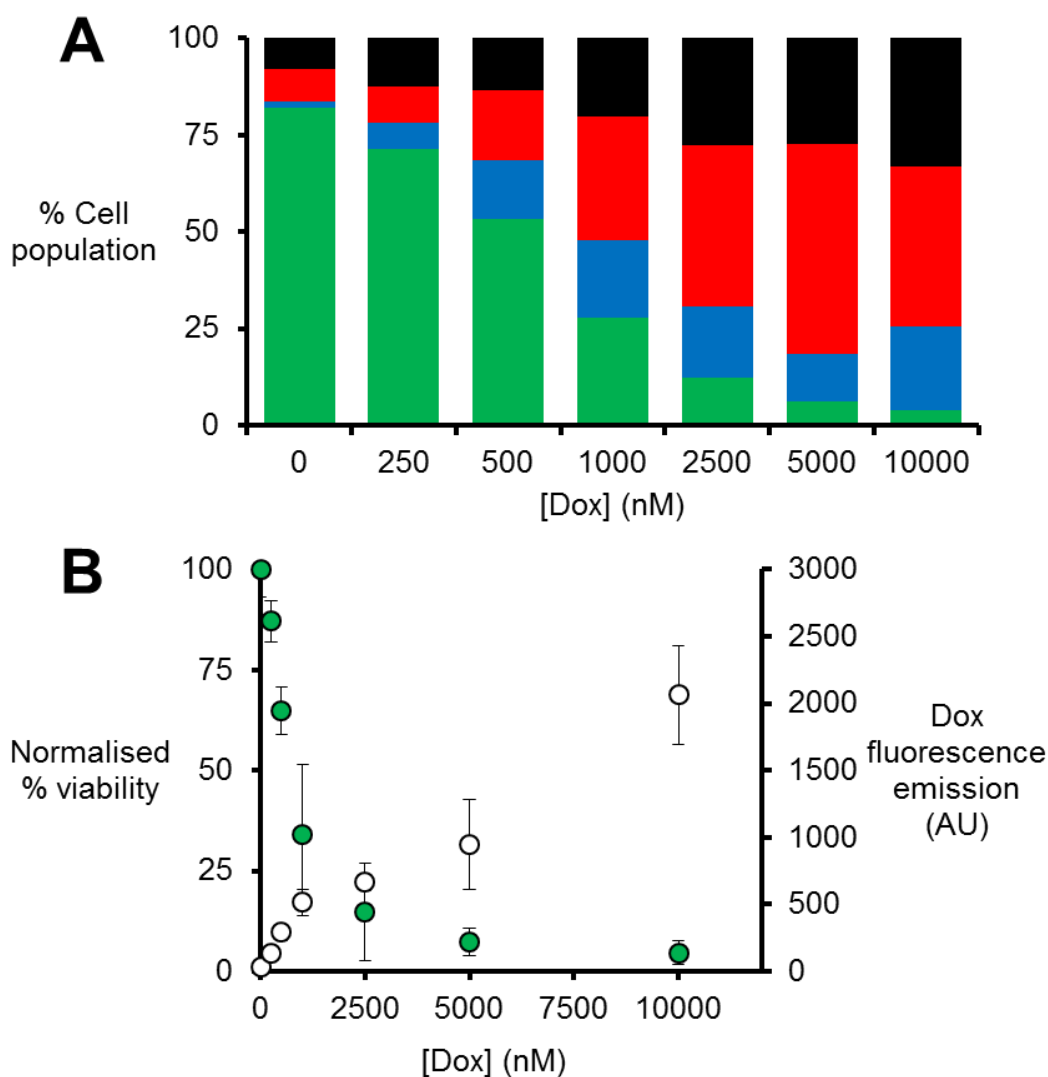 A
100
75
50
25
0
% Cell
population
0 250 500 1000 2500 5000 10000
[Dox] (nM)
B
100
75
50
25
0
Normalised
% viability
3000
2500
2000
1500
1000
500
0
Dox
fluorescence
emission
(AU)
0 2500 5000 7500 10000
[Dox] (nM)